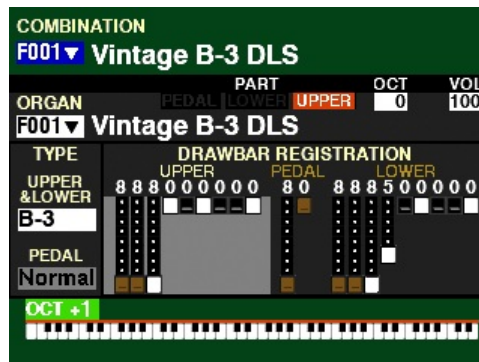 COMBINATION
F001▼ Vintage B-3 DLS
PART OCT VOL
ORGAN PEDAL LOWER UPPER 0 100
F001▼ Vintage B-3 DLS
TYPE DRAWBAR REGISTRATION
UPPER PEDAL LOWER
UPPER 888000000 80 888500000
&LOWER
B-3
PEDAL
Normal
OCT +1